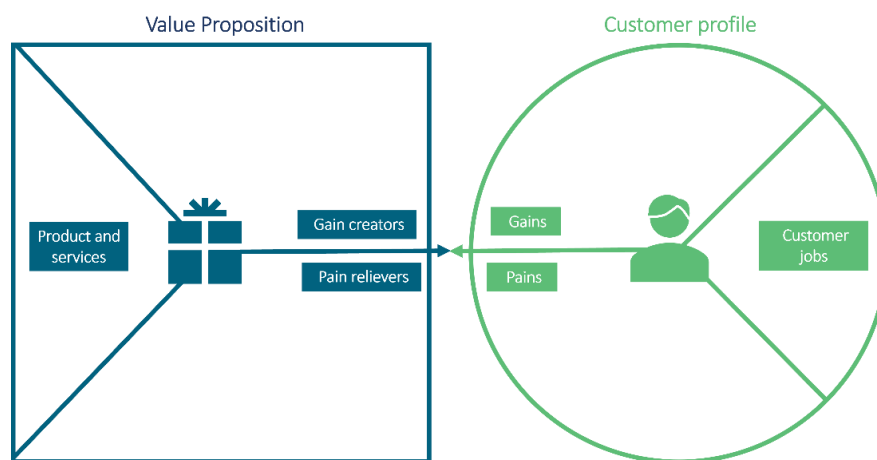 Value Proposition
Customer profile
Product and
services
Gain creators
Pain relievers
Gains
Pains
Customer
jobs